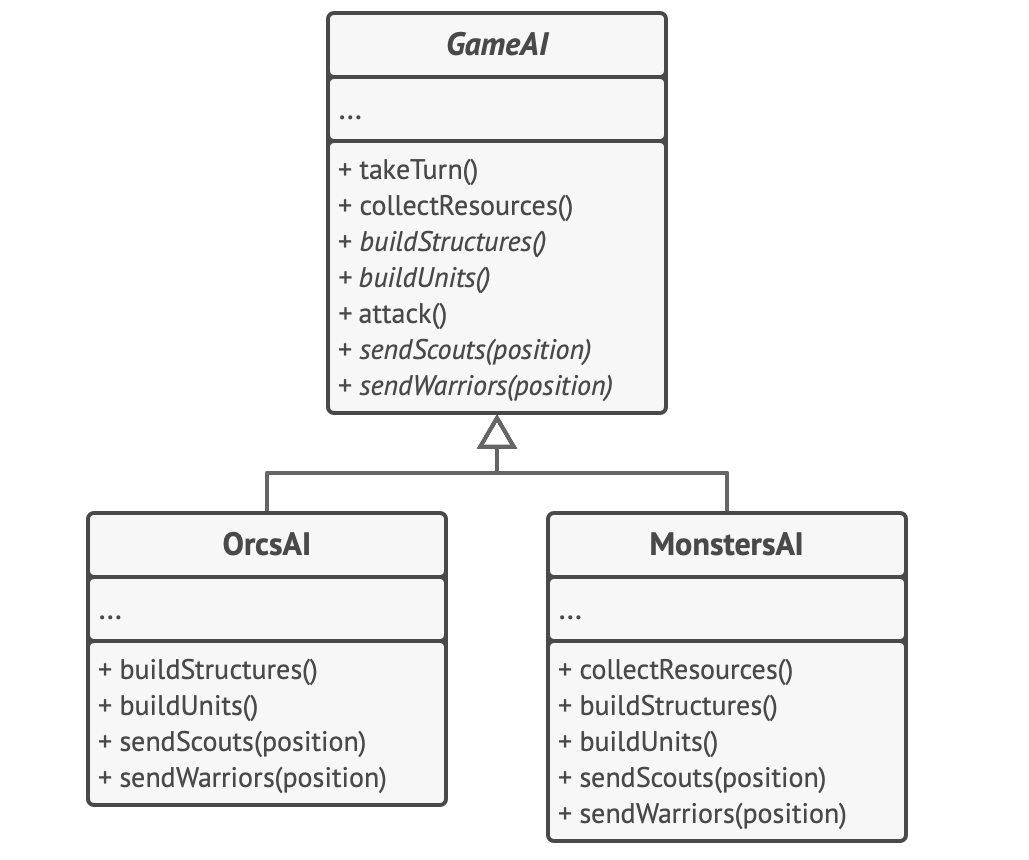 GameAI
...
+ takeTurn()
+ collectResources()
+ buildStructures()
+ buildUnits()
+ attack()
+ sendScouts(position)
+ sendWarriors(position)
OrcsAI
...
+ buildStructures()
+ buildUnits()
+ sendScouts(position)
+ sendWarriors(position)
MonstersAI
...
+ collectResources()
+ buildStructures()
+ buildUnits()
+ sendScouts(position)
+ sendWarriors(position)